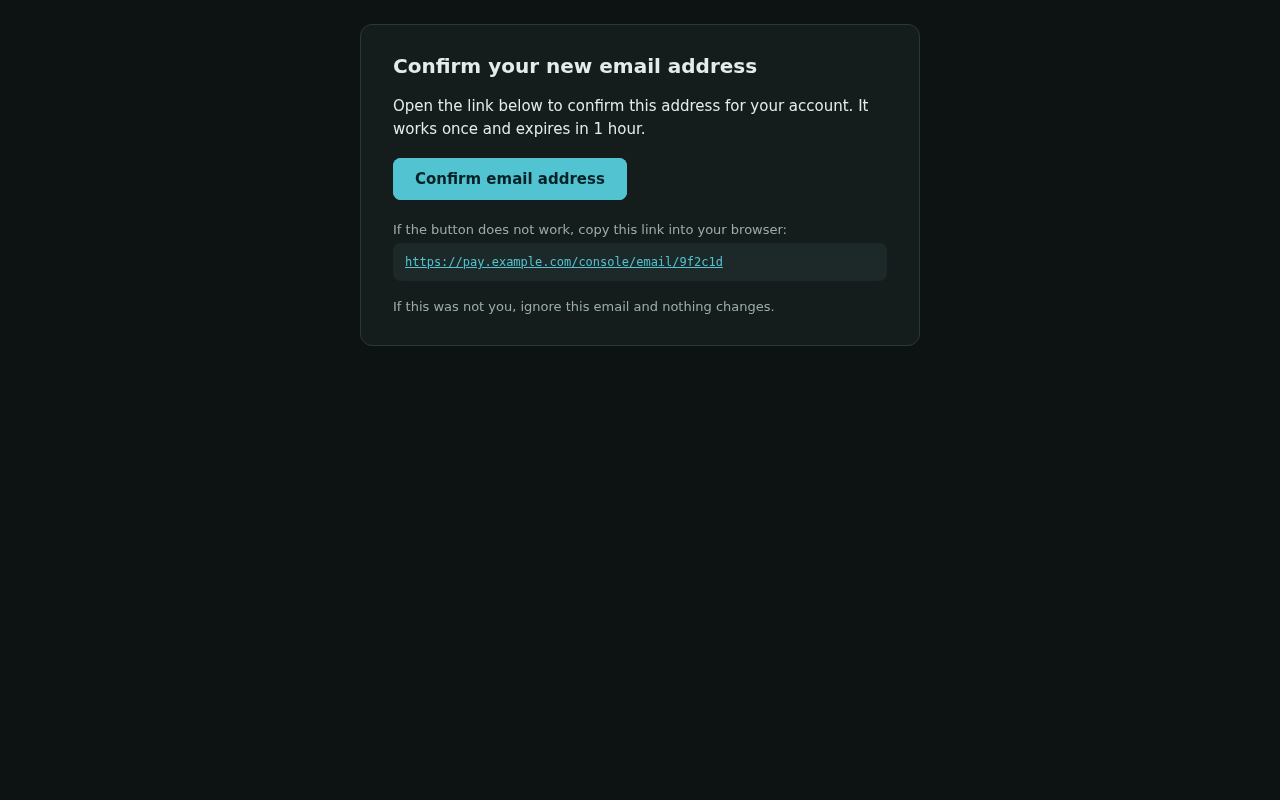 Confirm your new email address
Open the link below to confirm this address for your account. It
works once and expires in 1 hour.
Confirm email address
If the button does not work, copy this link into your browser:
https://pay.example.com/console/email/9f2c1d
If this was not you, ignore this email and nothing changes.